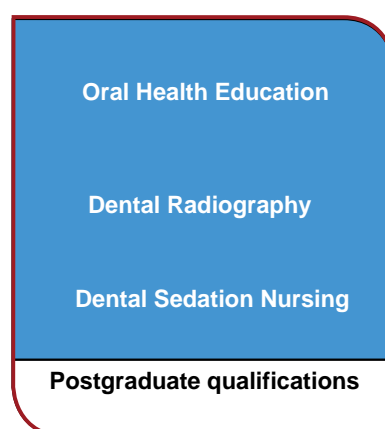 Oral Health Education
Dental Radiography
Dental Sedation Nursing
Postgraduate qualifications